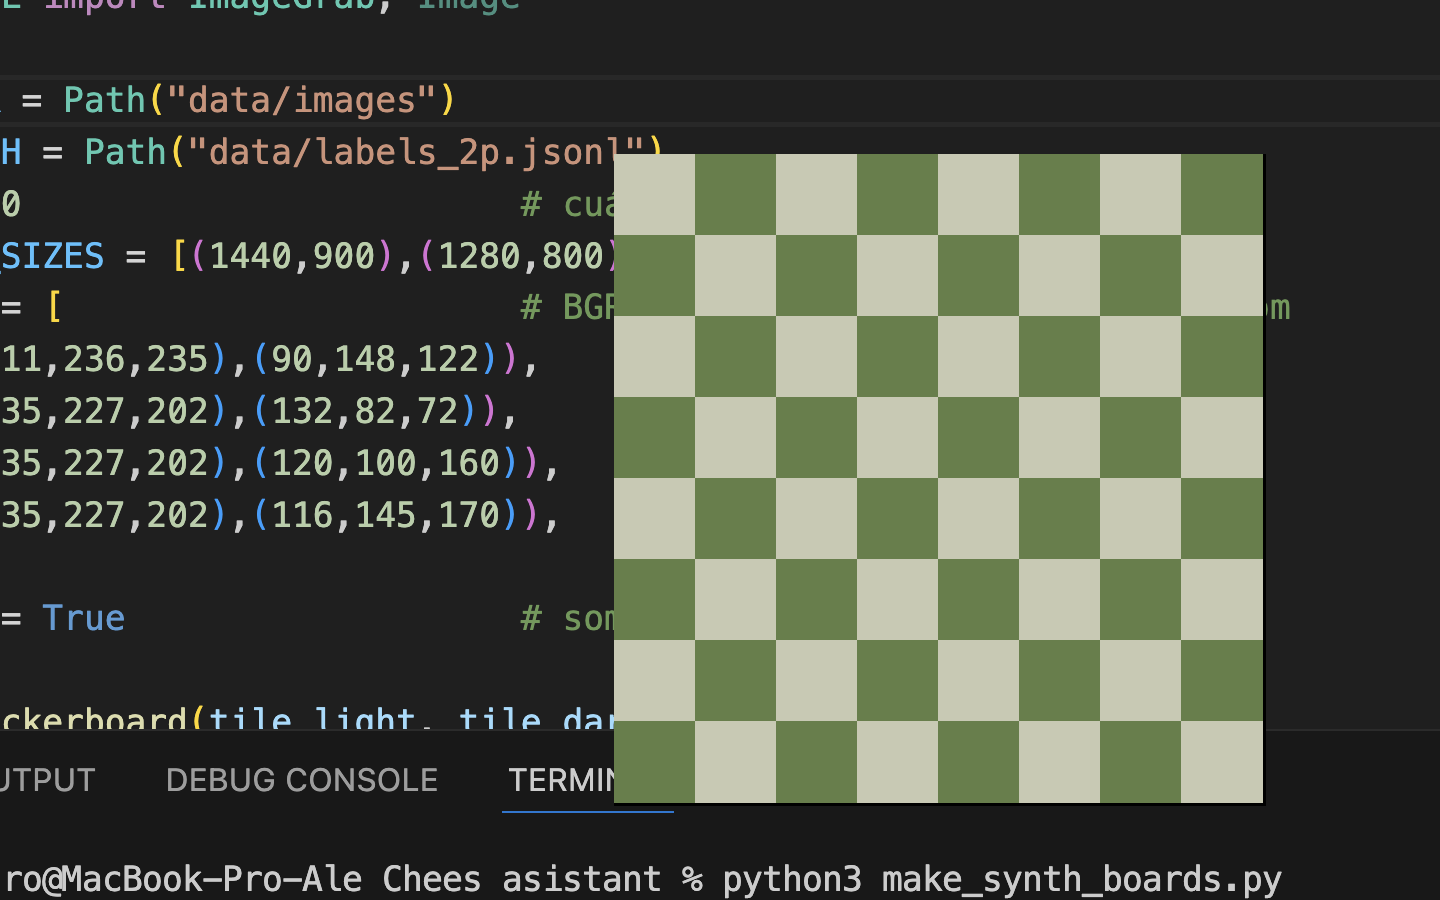 import ImageGrab, Image
= Path("data/images")
H = Path("data/labels_2p.jsonl")
0 # cuá
SIZES = [(1440,900),(1280,800)
= [ # BGR om
11,236,235),(90,148,122)),
35,227,202),(132,82,72)),
35,227,202),(120,100,160)),
35,227,202),(116,145,170)),
= True # som
ckerboard(tile_light, tile_dar
UTPUT DEBUG CONSOLE TERMIN
ro@MacBook-Pro-Ale Chees asistant % python3 make_synth_boards.py